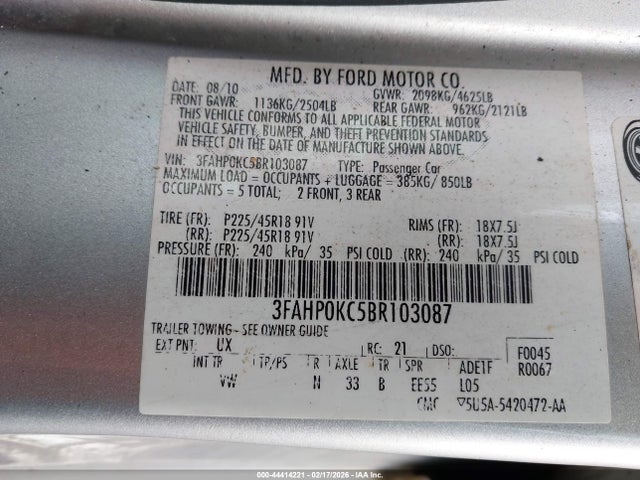 MFD. BY FORD MOTOR CO.
DATE: 08/10 GVWR: 2098KG/4625LB
FRONT GAWR: 1136KG/2504LB REAR GAWR: 962KG/2121LB
THIS VEHICLE CONFORMS TO ALL APPLICABLE FEDERAL MOTOR
VEHICLE SAFETY, BUMPER, AND THEFT PREVENTION STANDARDS
IN EFFECT ON THE DATE OF MANUFACTURE SHOWN ABOVE.
VIN: 3FAHP0KC5BR103087 TYPE: Passenger Car
MAXIMUM LOAD = OCCUPANTS + LUGGAGE = 385KG/ 850LB
OCCUPANTS = 5 TOTAL; 2 FRONT, 3 REAR
TIRE (FR): P225/45R18 91V RIMS (FR): 18X7.5J
(RR): P225/45R18 91V (RR): 18X7.5J
PRESSURE (FR): 240 kPa/ 35 PSI COLD (RR): 240 kPa/ 35 PSI COLD
3FAHP0KC5BR103087
TRAILER TOWING - SEE OWNER GUIDE
EXT PNT: UX RC: 21 DSO: F0045
INT TR TP/PS R AXLE TR SPR ADE1F R0067
VW N 33 B EE55 L05
CMC ▽5U5A-5420472-AA
000-44414221 - 02/17/2026 - IAAI.COM